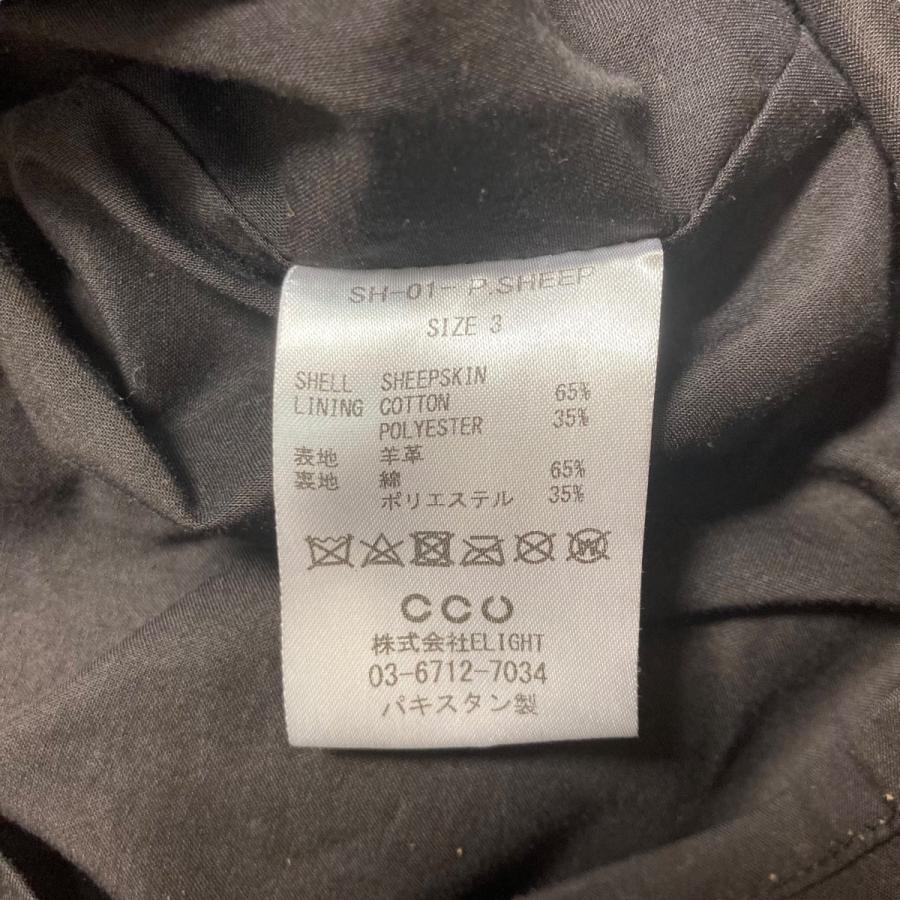 SH-01- P.SHEEP
SIZE 3
SHELL SHEEPSKIN
LINING COTTON 65%
POLYESTER 35%
表地 羊革
裏地 綿 65%
ポリエステル 35%
CCU
株式会社ELIGHT
03-6712-7034
パキスタン製